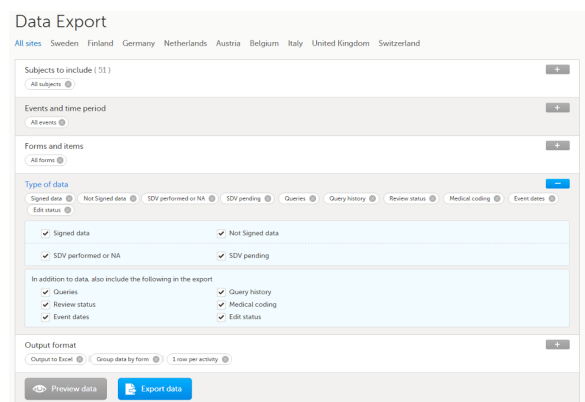 Data Export
All sites Sweden Finland Germany Netherlands Austria Belgium Italy United Kingdom Switzerland
Subjects to include ( 51 )
All subjects
Events and time period
All events
Forms and items
All forms
Type of data
Signed data Not Signed data SDV performed or NA SDV pending Queries Query history Review status Medical coding Event dates
Edit status
Signed data Not Signed data
SDV performed or NA SDV pending
In addition to data, also include the following in the export
Queries Query history
Review status Medical coding
Event dates Edit status
Output format
Output to Excel Group data by form 1 row per activity
Preview data Export data